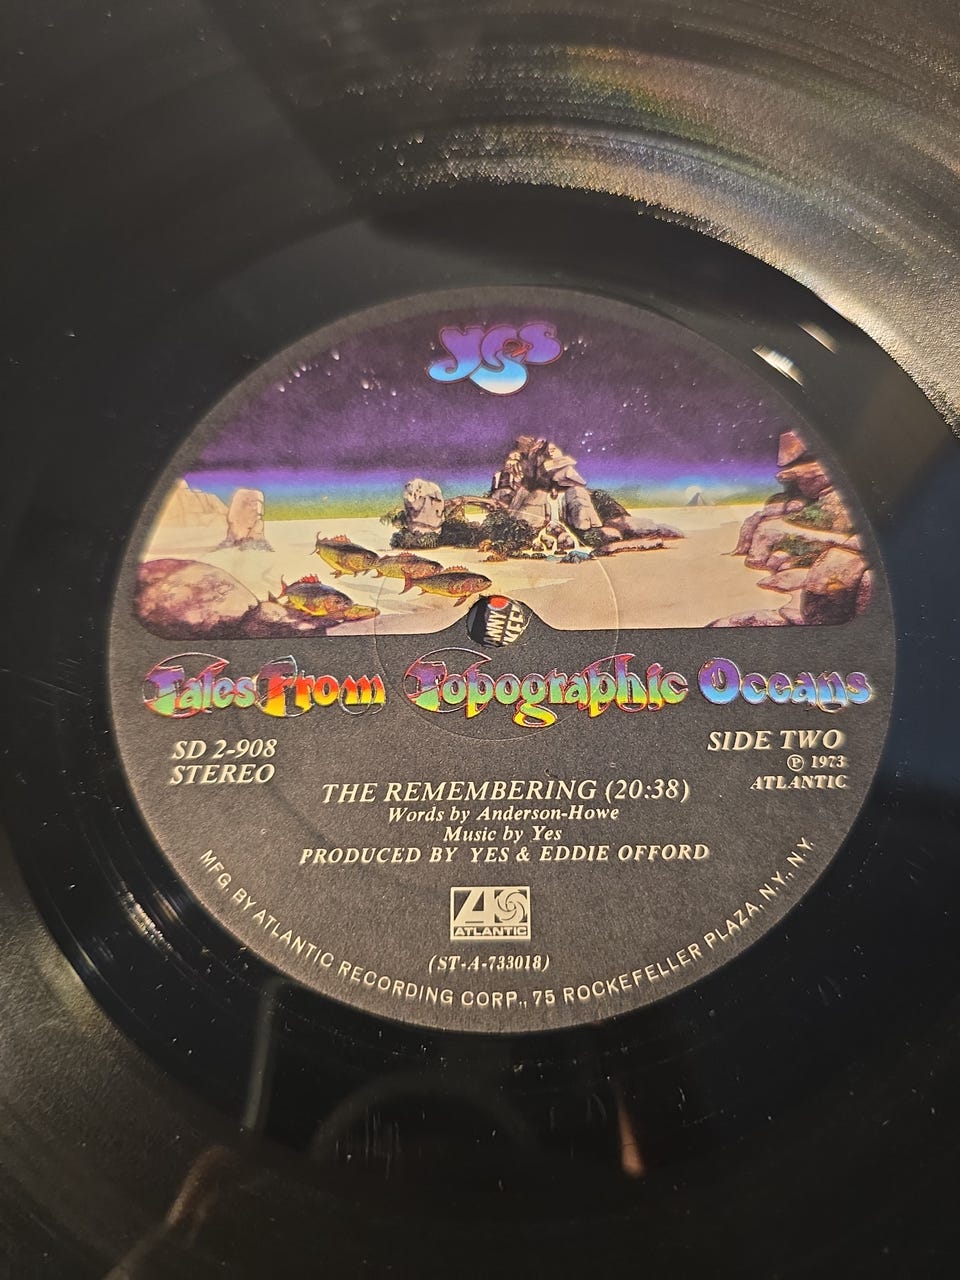 Yes
NNY
MEE
Tales From Topographic Oceans
SD 2-908
STEREO
SIDE TWO
℗ 1973
ATLANTIC
THE REMEMBERING (20:38)
Words by Anderson-Howe
Music by Yes
PRODUCED BY YES & EDDIE OFFORD
ATLANTIC
(ST-A-733018)
MFG. BY ATLANTIC RECORDING CORP., 75 ROCKEFELLER PLAZA, N.Y., N.Y.